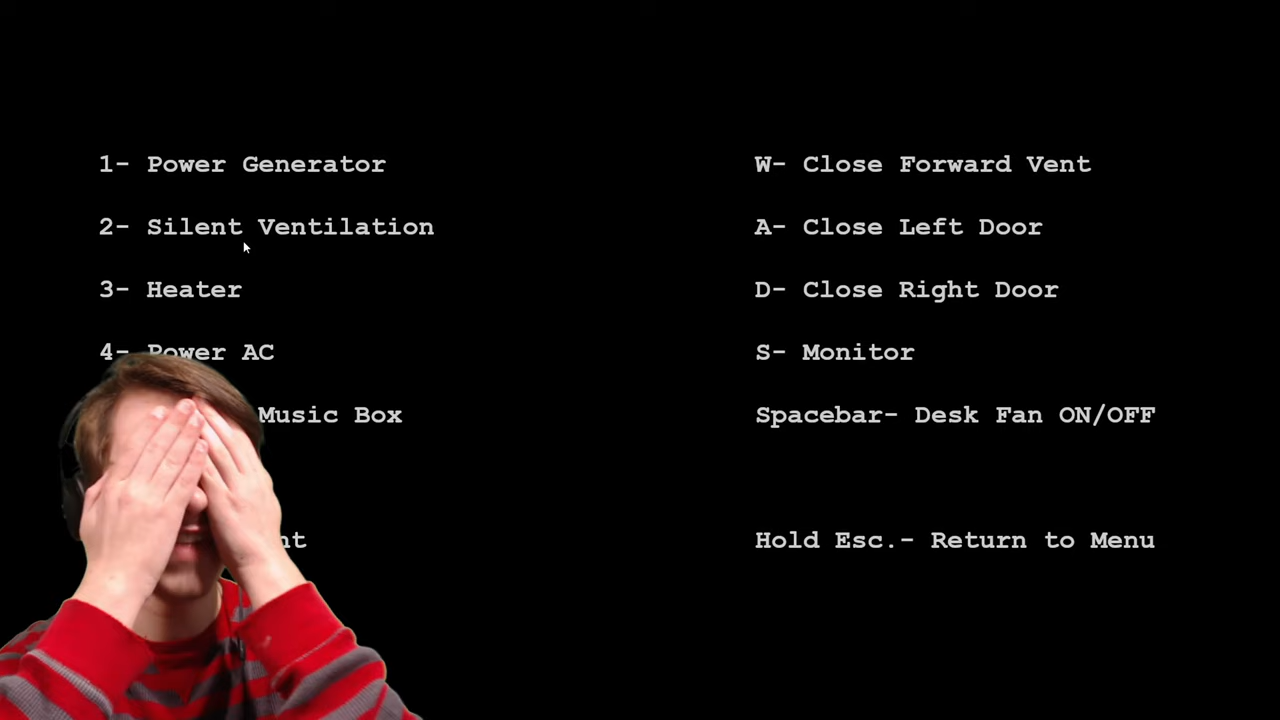 1- Power Generator
2- Silent Ventilation
3- Heater
4- Power AC
Music Box
W- Close Forward Vent
A- Close Left Door
D- Close Right Door
S- Monitor
Spacebar- Desk Fan ON/OFF
Hold Esc.- Return to Menu